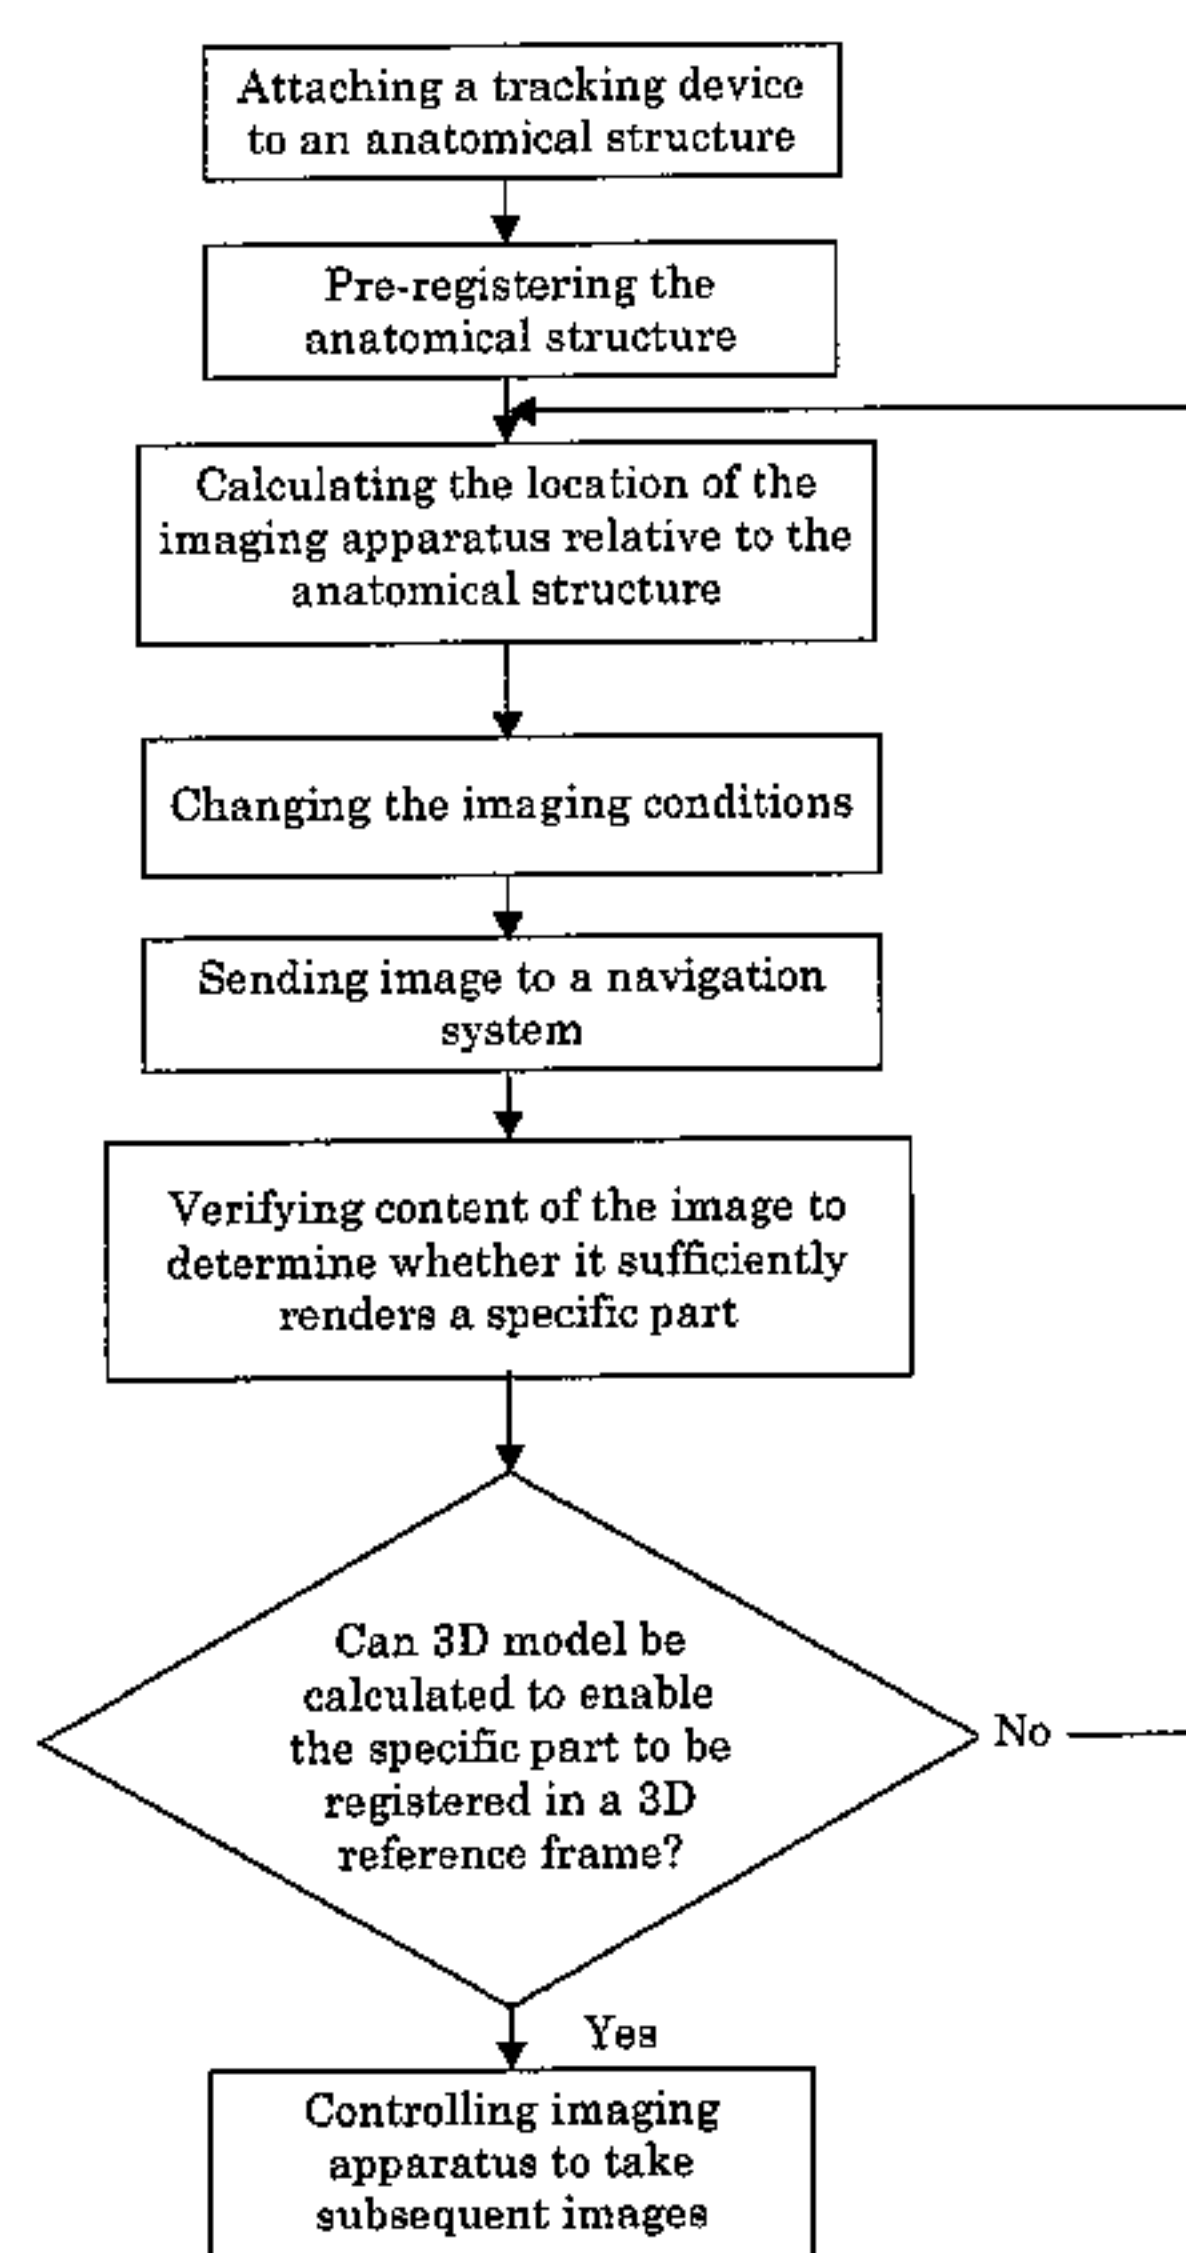 Attaching a tracking device
to an anatomical structure
Pre-registering the
anatomical structure
Calculating the location of the
imaging apparatus relative to the
anatomical structure
Changing the imaging conditions
Sending image to a navigation
system
Verifying content of the image to
determine whether it sufficiently
renders a specific part
Can 3D model be
calculated to enable
the specific part to be
registered in a 3D
reference frame?
No
Yes
Controlling imaging
apparatus to take
subsequent images